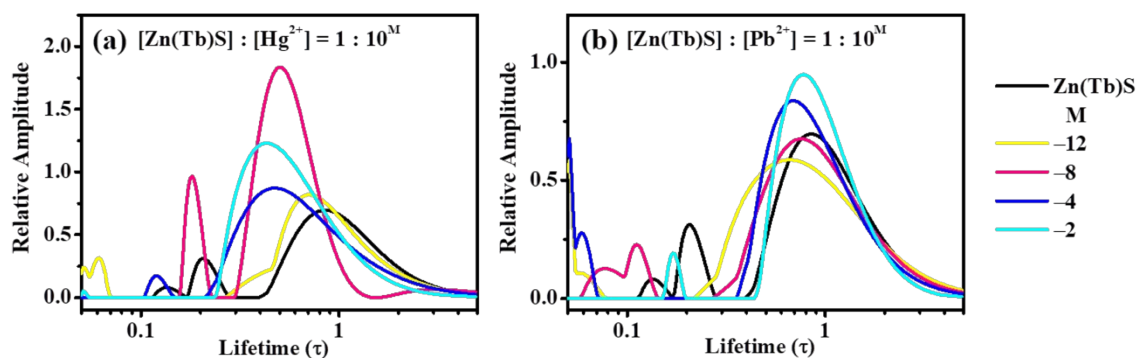 (a) [Zn(Tb)S] : [Hg²⁺] = 1 : 10ᴹ
Relative Amplitude
2.0
1.5
1.0
0.5
0.0
0.1
1
Lifetime (τ)
(b) [Zn(Tb)S] : [Pb²⁺] = 1 : 10ᴹ
Relative Amplitude
1.0
0.5
0.0
0.1
1
Lifetime (τ)
Zn(Tb)S
M
–12
–8
–4
–2